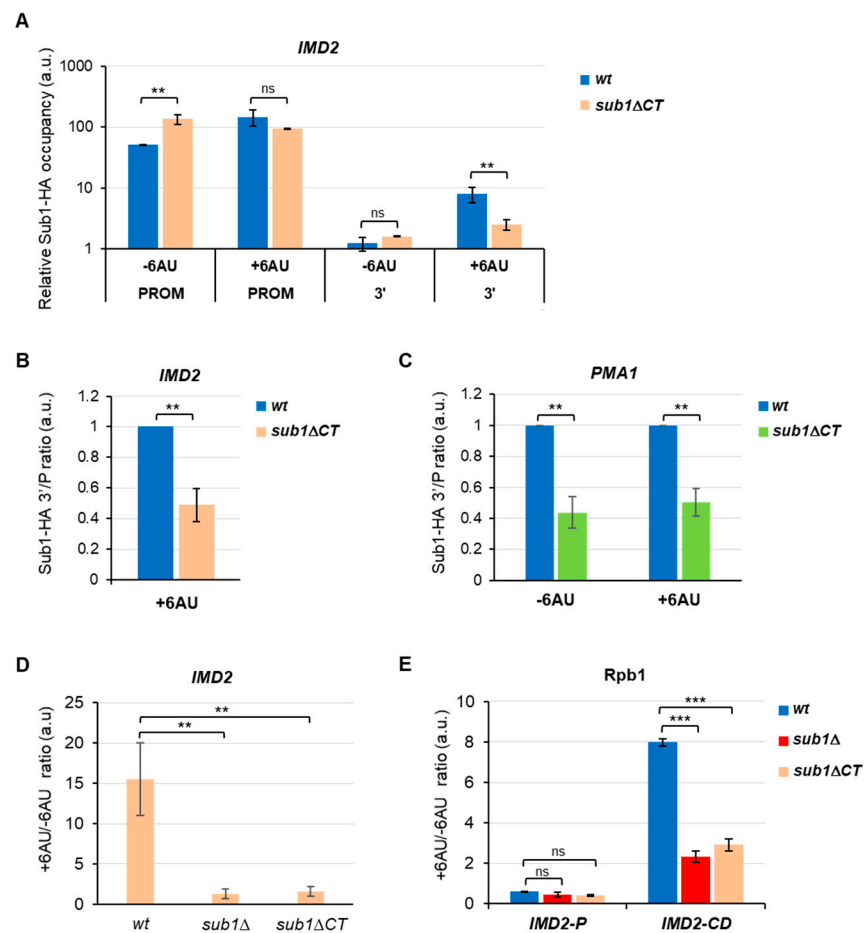 A
IMD2
Relative Sub1-HA occupancy (a.u.)
1000
100
10
1
**
ns
ns
**
wt
sub1ΔCT
-6AU
+6AU
-6AU
+6AU
PROM
PROM
3'
3'
B
IMD2
Sub1-HA 3’/P ratio (a.u.)
1.2
1
0.8
0.6
0.4
0.2
0
**
wt
sub1ΔCT
+6AU
C
PMA1
Sub1-HA 3’/P ratio (a.u.)
1.2
1
0.8
0.6
0.4
0.2
0
**
**
wt
sub1ΔCT
-6AU
+6AU
D
IMD2
+6AU/-6AU ratio (a.u)
25
20
15
10
5
0
**
**
wt
sub1Δ
sub1ΔCT
E
Rpb1
+6AU/-6AU ratio (a.u.)
10
8
6
4
2
0
ns
ns
***
***
wt
sub1Δ
sub1ΔCT
IMD2-P
IMD2-CD